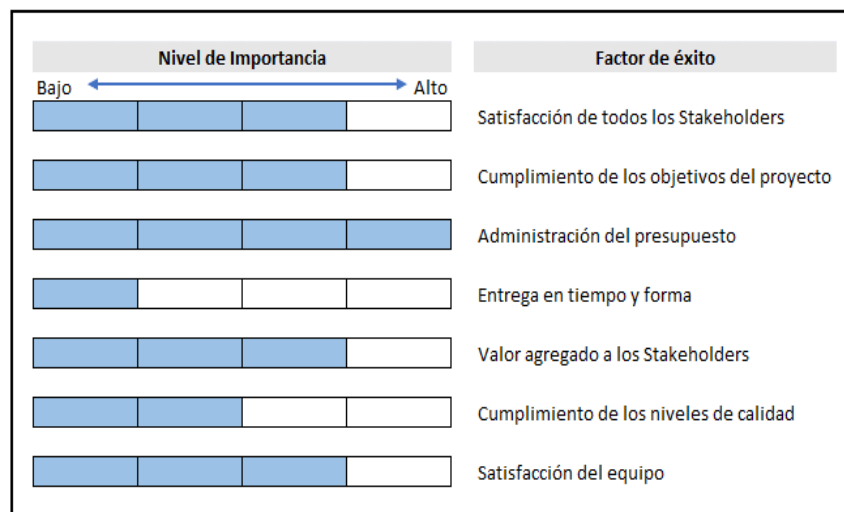 Nivel de Importancia
Factor de éxito
Bajo
Alto
Satisfacción de todos los Stakeholders
Cumplimiento de los objetivos del proyecto
Administración del presupuesto
Entrega en tiempo y forma
Valor agregado a los Stakeholders
Cumplimiento de los niveles de calidad
Satisfacción del equipo